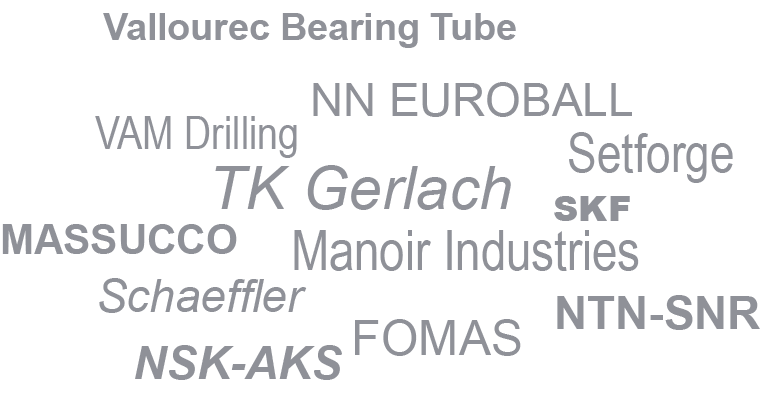 Vallourec Bearing Tube
NN EUROBALL
VAM Drilling
Setforge
TK Gerlach
SKF
MASSUCCO
Manoir Industries
Schaeffler
NTN-SNR
FOMAS
NSK-AKS